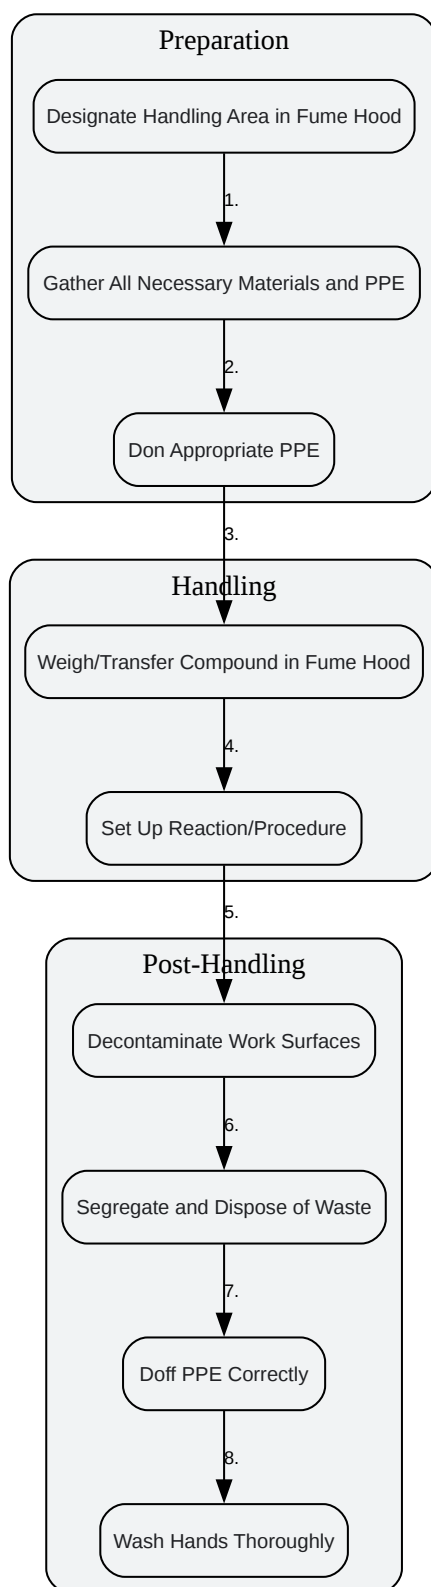 Preparation
Designate Handling Area in Fume Hood
1.
Gather All Necessary Materials and PPE
2.
Don Appropriate PPE
3.
Handling
Weigh/Transfer Compound in Fume Hood
4.
Set Up Reaction/Procedure
5.
Post-Handling
Decontaminate Work Surfaces
6.
Segregate and Dispose of Waste
7.
Doff PPE Correctly
8.
Wash Hands Thoroughly